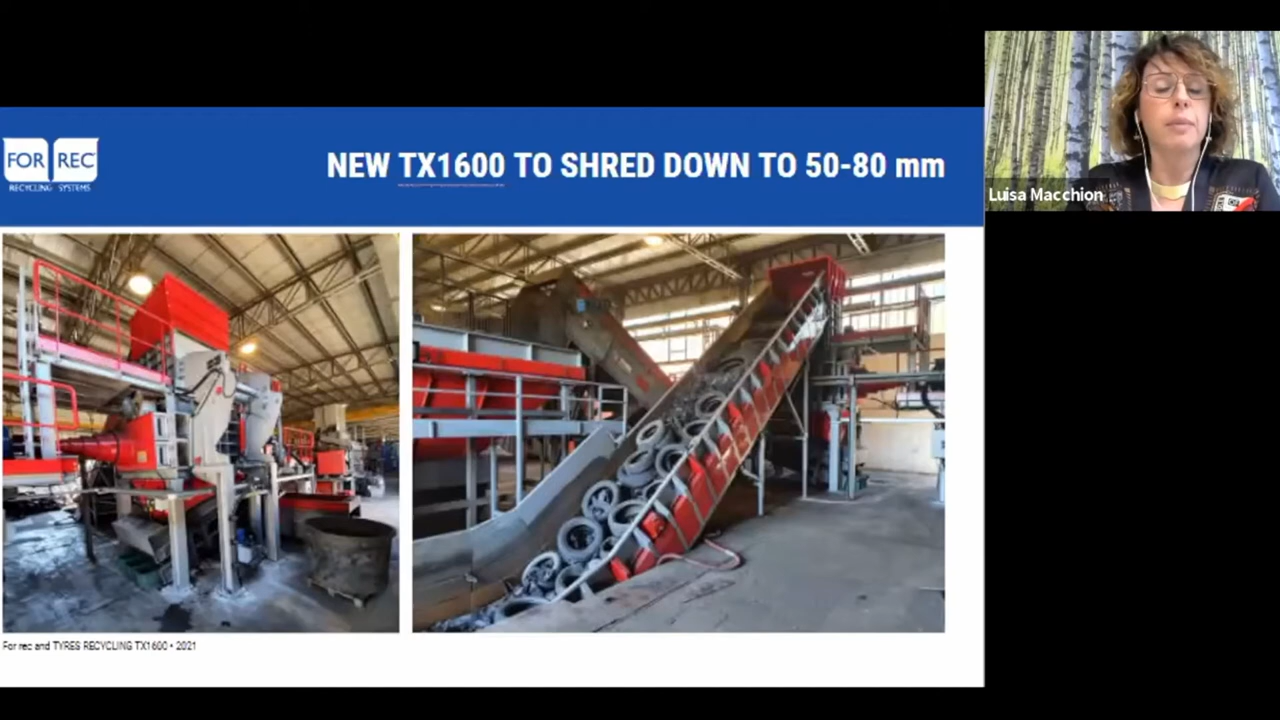 FOR REC
RECYCLING SYSTEMS
NEW TX1600 TO SHRED DOWN TO 50-80 mm
Luisa Macchion
For rec and TYRES RECYCLING TX1600 • 2021